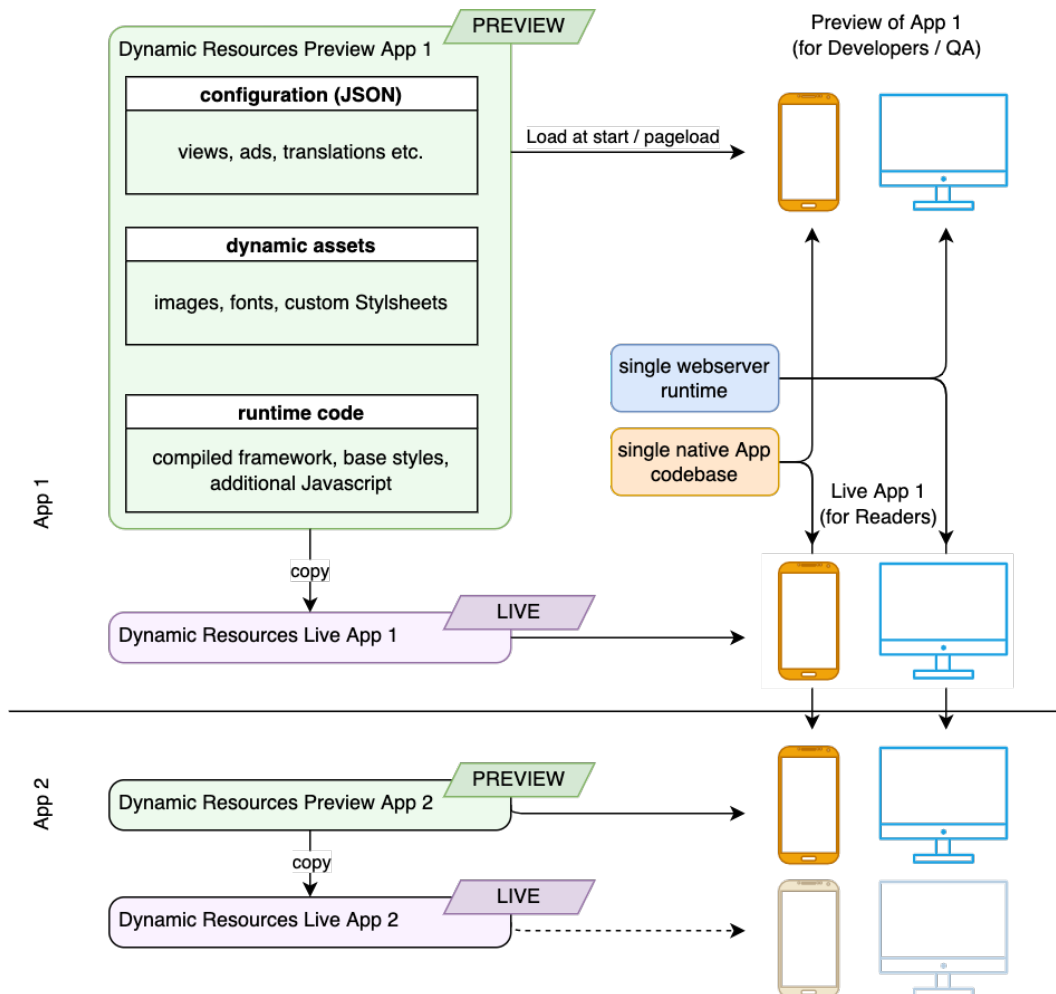 PREVIEW
Dynamic Resources Preview App 1
configuration (JSON)
views, ads, translations etc.
dynamic assets
images, fonts, custom Stylsheets
runtime code
compiled framework, base styles,
additional Javascript
Load at start / pageload
Preview of App 1
(for Developers / QA)
single webserver
runtime
single native App
codebase
Live App 1
(for Readers)
App 1
copy
LIVE
Dynamic Resources Live App 1
App 2
PREVIEW
Dynamic Resources Preview App 2
copy
LIVE
Dynamic Resources Live App 2